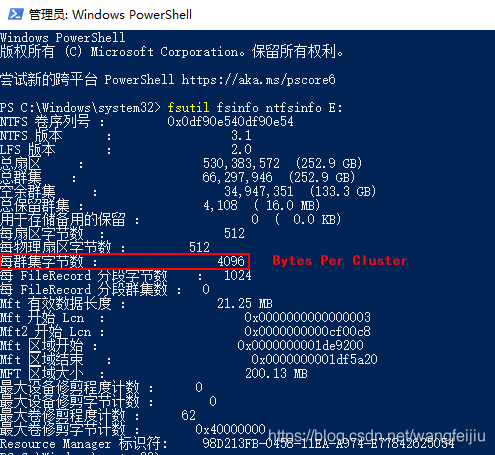 管理员: Windows PowerShell
Windows PowerShell
版权所有 (C) Microsoft Corporation。保留所有权利。
尝试新的跨平台 PowerShell https://aka.ms/pscore6
PS C:\Windows\system32> fsutil fsinfo ntfsinfo E:
NTFS 卷序列号 : 0x0df90e540df90e54
NTFS 版本 : 3.1
LFS 版本 : 2.0
总扇区 : 530,383,572 (252.9 GB)
总群集 : 66,297,946 (252.9 GB)
空余群集 : 34,947,351 (133.3 GB)
总保留群集 : 4,108 ( 16.0 MB)
用于存储备用的保留 : 0 ( 0.0 KB)
每扇区字节数 : 512
每物理扇区字节数 : 512
每群集字节数 : 4096 Bytes Per Cluster
每 FileRecord 分段字节数 : 1024
每 FileRecord 分段群集数 : 0
Mft 有效数据长度 : 21.25 MB
Mft 开始 Lcn : 0x0000000000000003
Mft2 开始 Lcn : 0x0000000000cf00c8
Mft 区域开始 : 0x0000000001de9200
Mft 区域结束 : 0x0000000001df5a20
MFT 区域大小 : 200.13 MB
最大设备修剪程度计数 : 0
最大设备修剪字节计数 : 0
最大卷修剪程度计数 : 62
最大卷修剪字节计数 : 0x40000000
Resource Manager 标识符: 98D213FB-0458-11EA-A974-E77842625054
https://blog.csdn.net/wangfeijiu